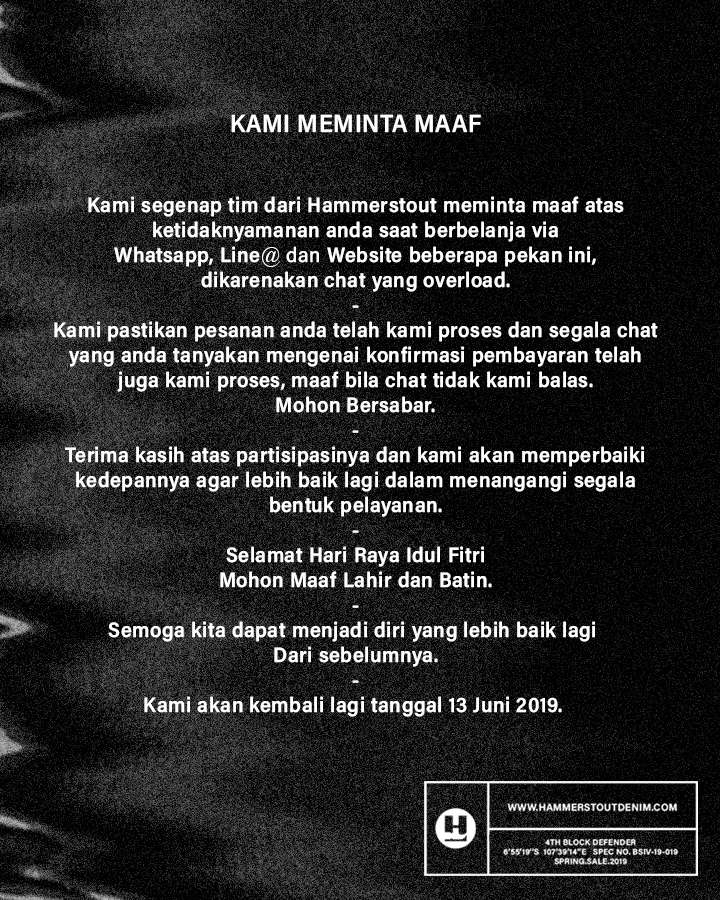 KAMI MEMINTA MAAF
Kami segenap tim dari Hammerstout meminta maaf atas
ketidaknyamanan anda saat berbelanja via
Whatsapp, Line@ dan Website beberapa pekan ini,
dikarenakan chat yang overload.
-
Kami pastikan pesanan anda telah kami proses dan segala chat
yang anda tanyakan mengenai konfirmasi pembayaran telah
juga kami proses, maaf bila chat tidak kami balas.
Mohon Bersabar.
-
Terima kasih atas partisipasinya dan kami akan memperbaiki
kedepannya agar lebih baik lagi dalam menangangi segala
bentuk pelayanan.
-
Selamat Hari Raya Idul Fitri
Mohon Maaf Lahir dan Batin.
-
Semoga kita dapat menjadi diri yang lebih baik lagi
Dari sebelumnya.
-
Kami akan kembali lagi tanggal 13 Juni 2019.
H
WWW.HAMMERSTOUTDENIM.COM
4TH BLOCK DEFENDER
6°55'19"S 107°39'14"E SPEC NO. BSIV-19-019
SPRING.SALE.2019